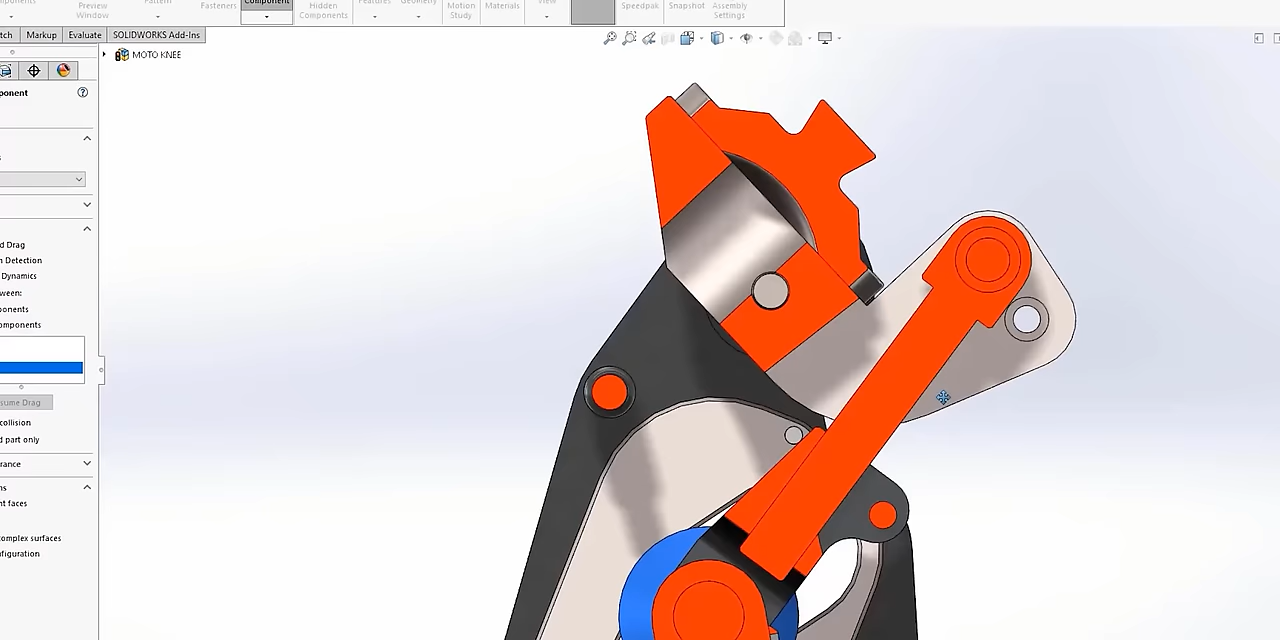 Preview
Window
Pattern
Fasteners
Component
Hidden
Components
Features
Geometry
Motion
Study
Materials
View
Speedpak
Snapshot
Assembly
Settings
tch
Markup
Evaluate
SOLIDWORKS Add-Ins
MOTO KNEE
ponent
d Drag
n Detection
Dynamics
ween:
ponents
omponents
sume Drag
collision
d part only
rance
ns
nt faces
omplex surfaces
nfiguration